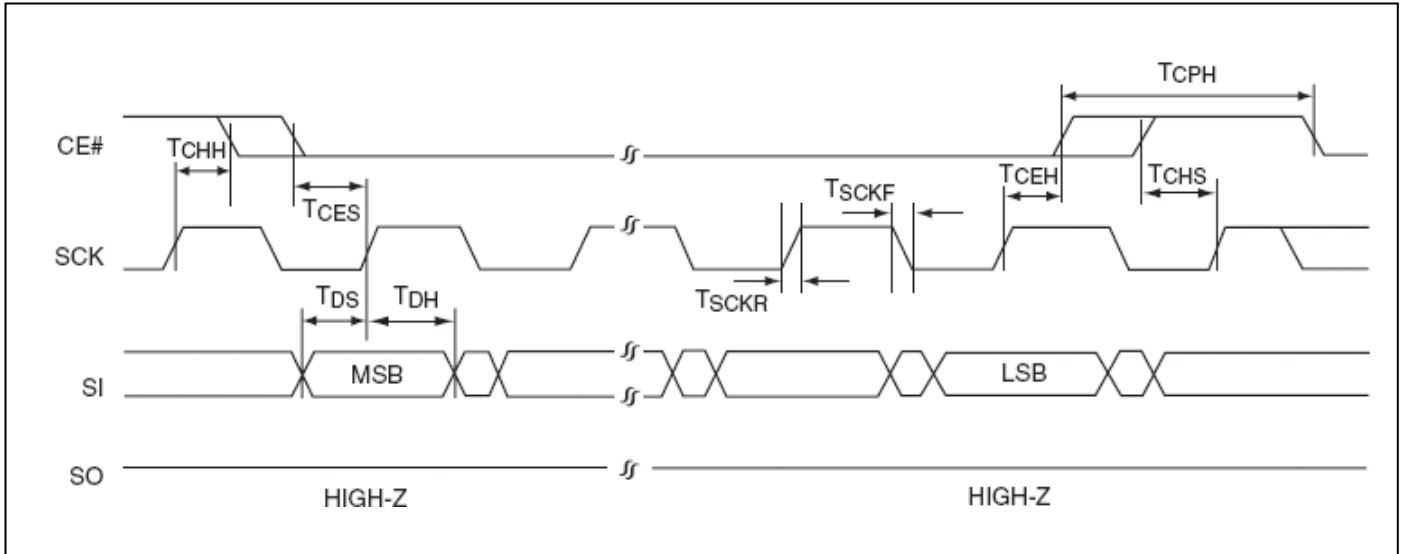 TCPH
CE#
TCHH
TCES
TSCKF
TCEH
TCHS
SCK
TDS
TDH
TSCKR
SI
MSB
LSB
SO
HIGH-Z
HIGH-Z